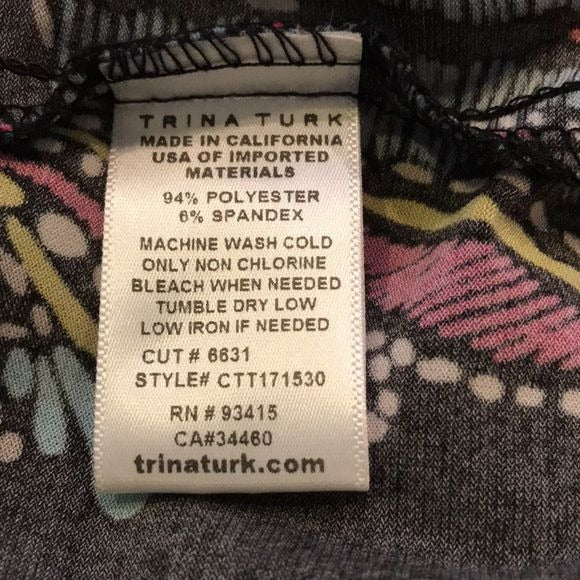 TRINA TURK
MADE IN CALIFORNIA
USA OF IMPORTED
MATERIALS
94% POLYESTER
6% SPANDEX
MACHINE WASH COLD
ONLY NON CHLORINE
BLEACH WHEN NEEDED
TUMBLE DRY LOW
LOW IRON IF NEEDED
CUT # 6631
STYLE# CTT171530
RN # 93415
CA#34460
trinaturk.com